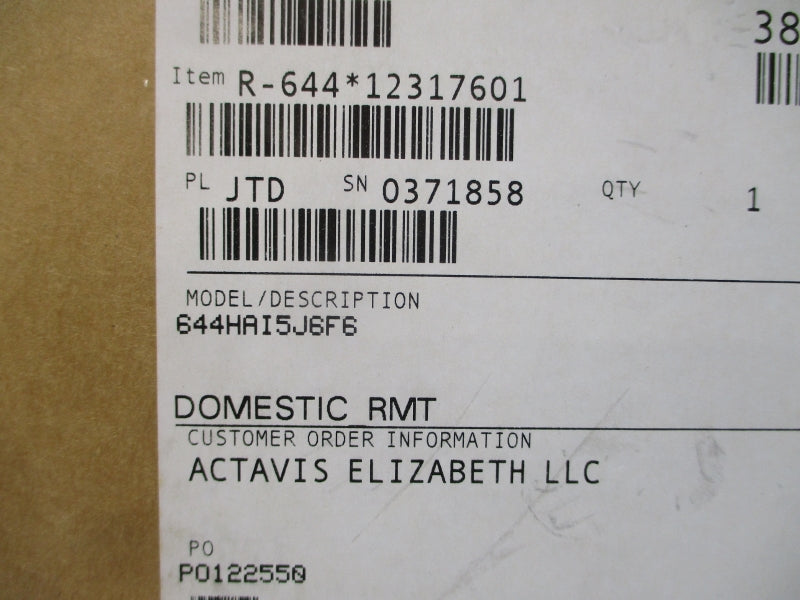 38
Item R-644*12317601
PL JTD SN 0371858 QTY 1
MODEL/DESCRIPTION
644HAI5J6F6
DOMESTIC RMT
CUSTOMER ORDER INFORMATION
ACTAVIS ELIZABETH LLC
PO
PO122550